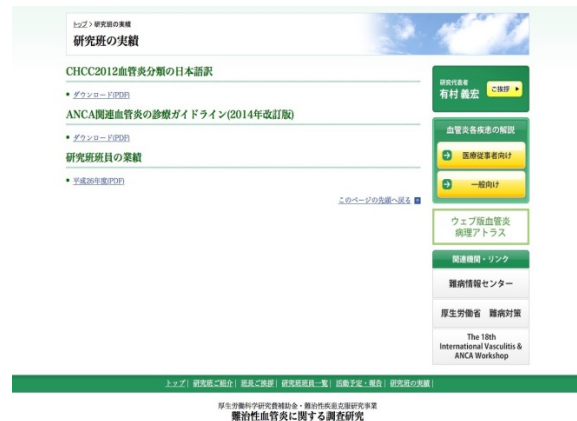 トップ > 研究班の実績
研究班の実績
CHCC2012血管炎分類の日本語訳
ダウンロード(PDF)
ANCA関連血管炎の診療ガイドライン(2014年改訂版)
ダウンロード(PDF)
研究班班員の業績
平成26年度(PDF)
このページの先頭へ戻る
研究代表者
有村 義宏
ご挨拶
血管炎各疾患の解説
医療従事者向け
一般向け
ウェブ版血管炎
病理アトラス
関連機関・リンク
難病情報センター
厚生労働省 難病対策
The 18th
International Vasculitis &
ANCA Workshop
トップ| 研究班ご紹介| 班長ご挨拶| 研究班班員一覧| 活動予定・報告| 研究班の実績|
厚生労働科学研究費補助金・難治性疾患克服研究事業
難治性血管炎に関する調査研究